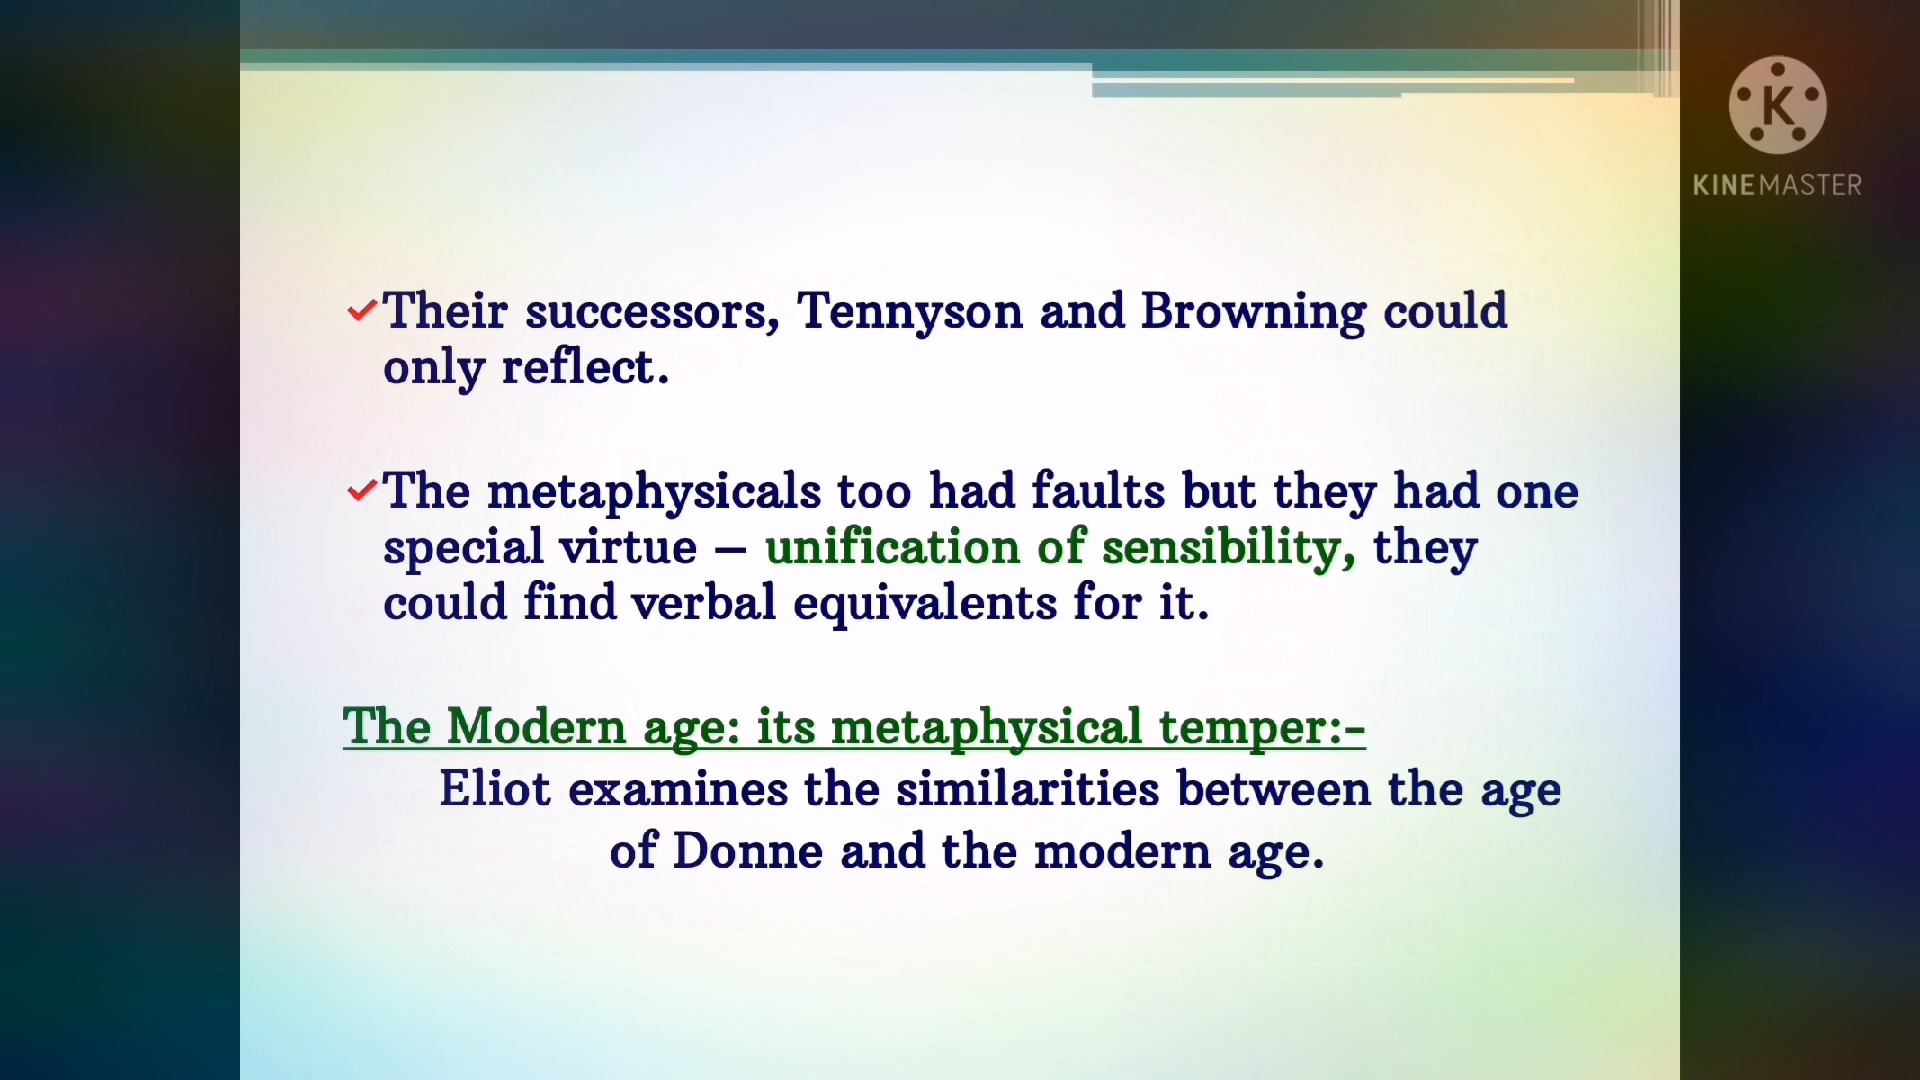 K
KINEMASTER
Their successors, Tennyson and Browning could
only reflect.
The metaphysicals too had faults but they had one
special virtue – unification of sensibility, they
could find verbal equivalents for it.
The Modern age: its metaphysical temper:-
Eliot examines the similarities between the age
of Donne and the modern age.